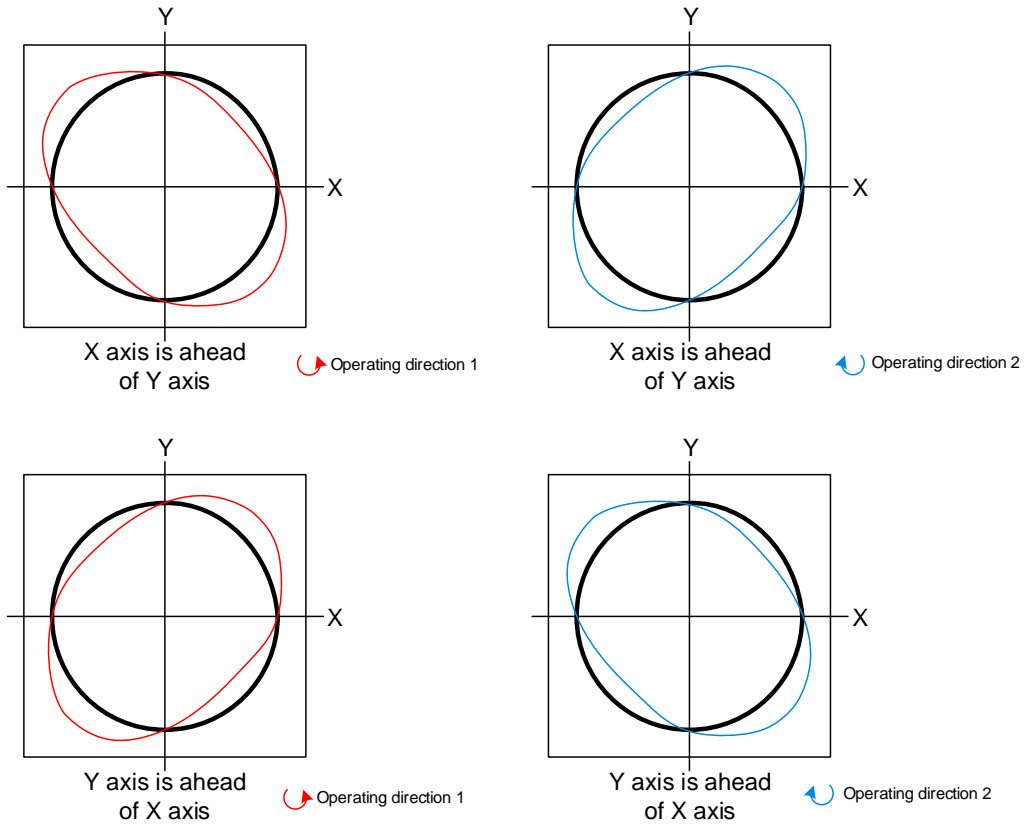 Y
X
X axis is ahead
of Y axis
Operating direction 1
Y
X
X axis is ahead
of Y axis
Operating direction 2
Y
X
Y axis is ahead
of X axis
Operating direction 1
Y
X
Y axis is ahead
of X axis
Operating direction 2